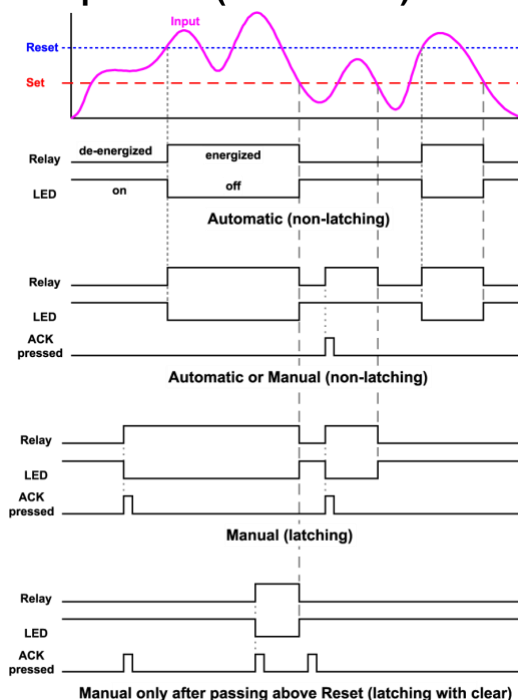 Input
Reset
Set
de-energized
energized
Relay
on
off
LED
Automatic (non-latching)
Relay
LED
ACK
pressed
Automatic or Manual (non-latching)
Relay
LED
ACK
pressed
Manual (latching)
Relay
LED
ACK
pressed
Manual only after passing above Reset (latching with clear)